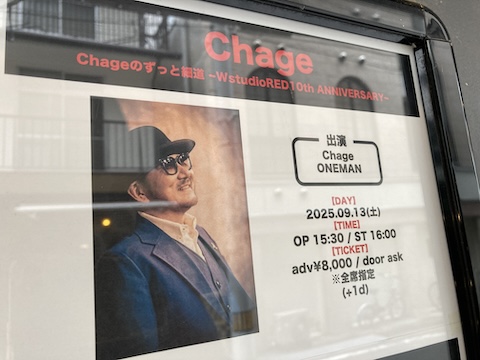 Chage
Chageのずっと細道 ~WstudioRED10th ANNIVERSARY~
出演
Chage
ONEMAN
【DAY】
2025.09.13(土)
【TIME】
OP 15:30 / ST 16:00
【TICKET】
adv¥8,000 / door ask
※全席指定
(+1d)